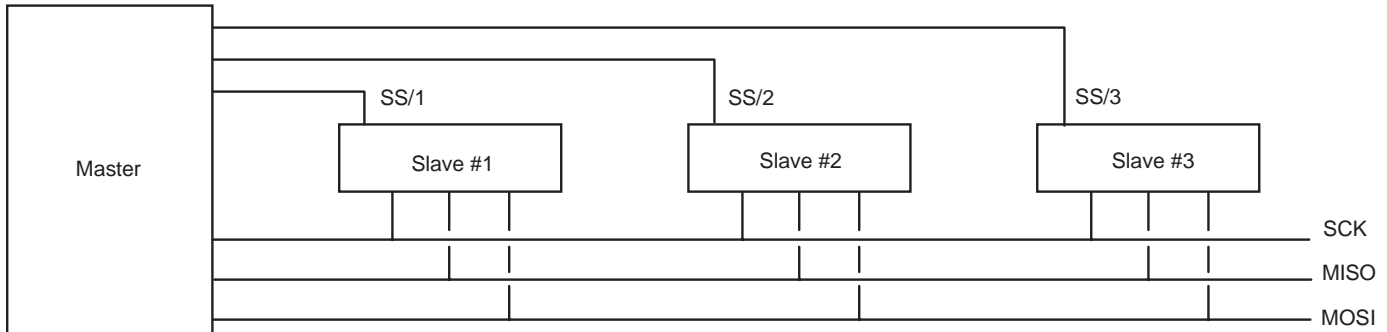 SS/1
SS/2
SS/3
Master
Slave #1
Slave #2
Slave #3
SCK
MISO
MOSI